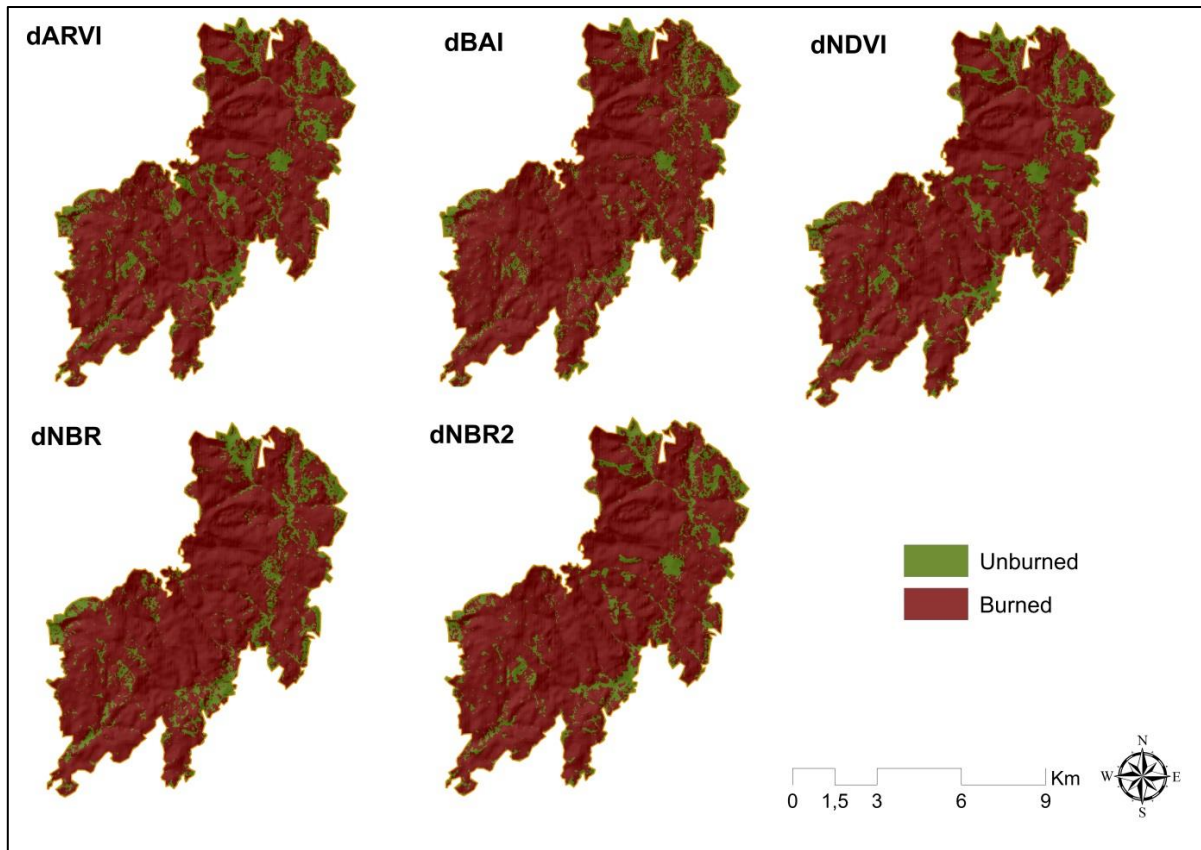 dARVI
dBAI
dNDVI
dNBR
dNBR2
Unburned
Burned
Km
0 1,5 3 6 9
N
W E
S